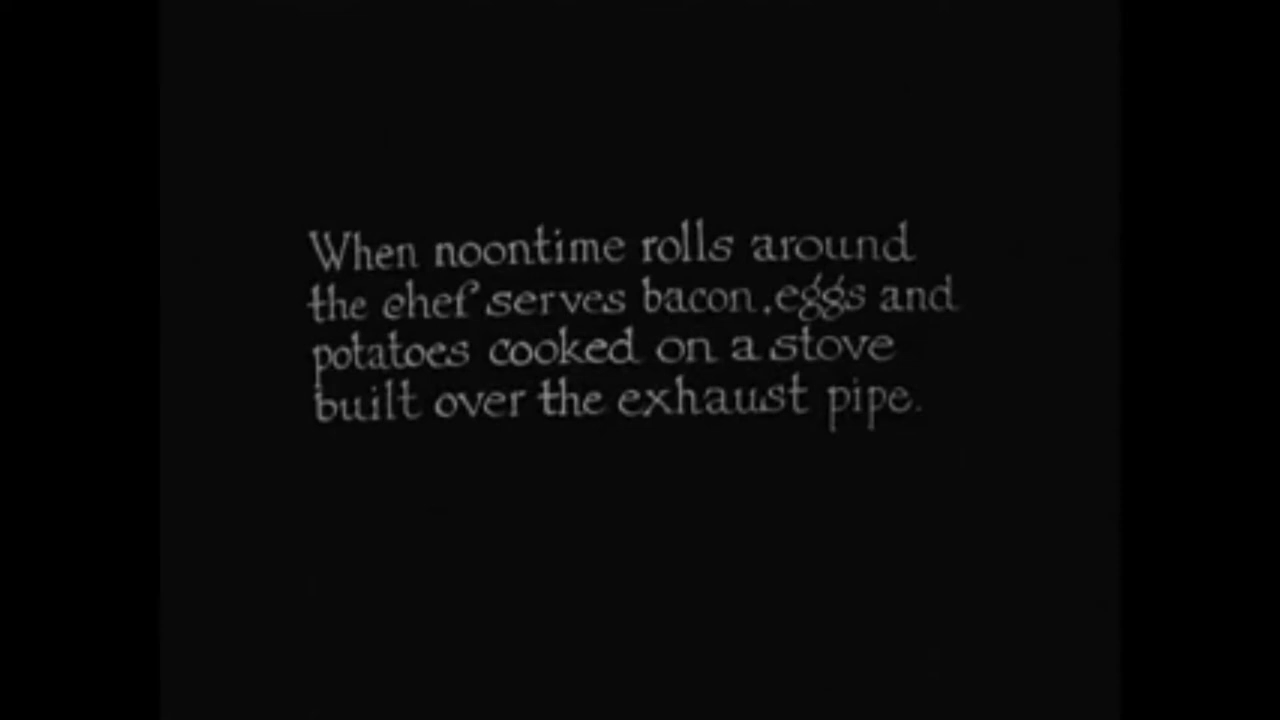 When noontime rolls around
the chef serves bacon, eggs and
potatoes cooked on a stove
built over the exhaust pipe.